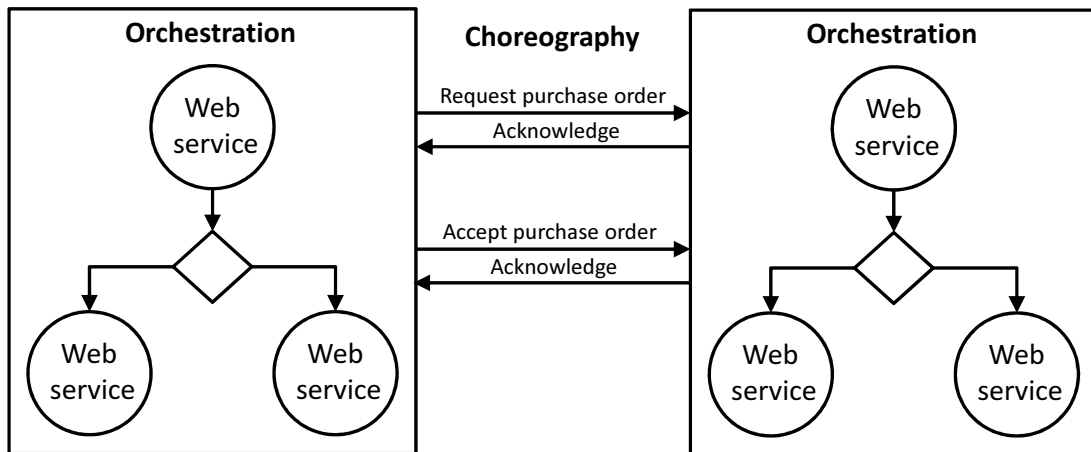 Orchestration
Web
service
Web
service
Web
service
Choreography
Request purchase order
Acknowledge
Accept purchase order
Acknowledge
Orchestration
Web
service
Web
service
Web
service